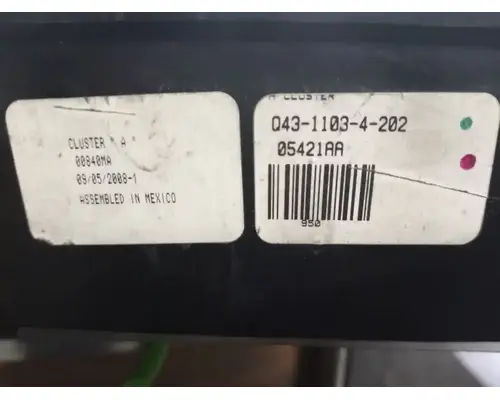 CLUSTER "A
00840MA
09/05/2008-1
ASSEMBLED IN MEXICO
A CLUSTER
Q43-1103-4-202
05421AA
950